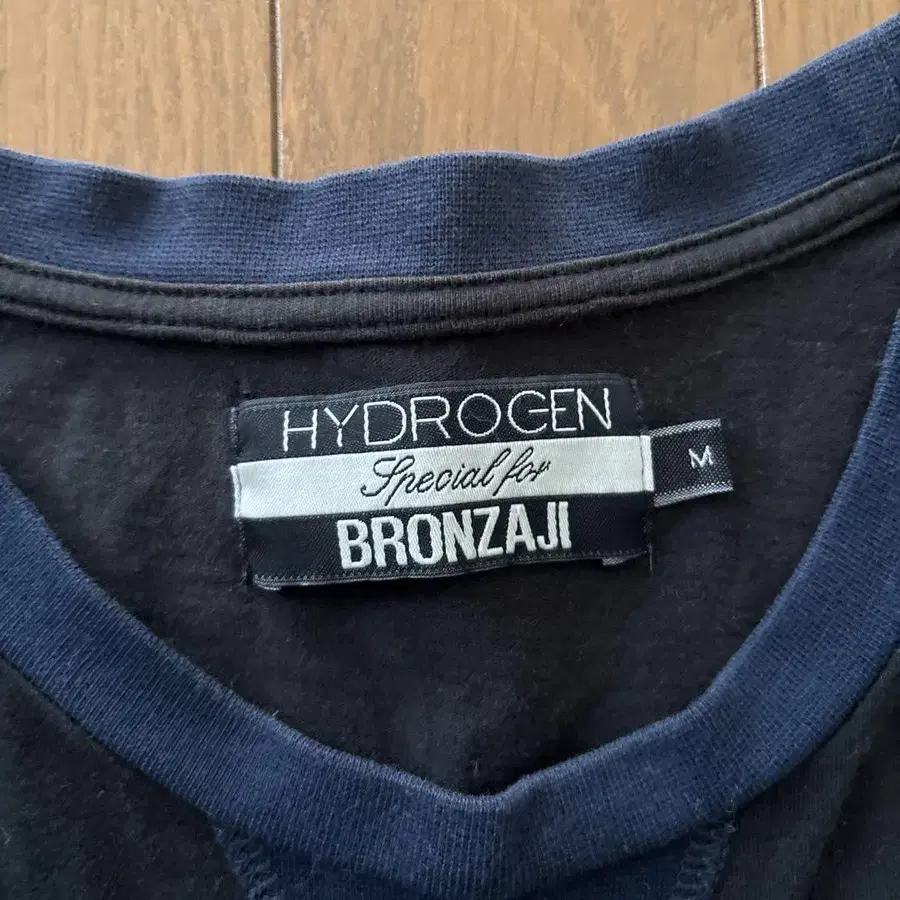 HYDROGEN
Special for
BRONZAJI
M